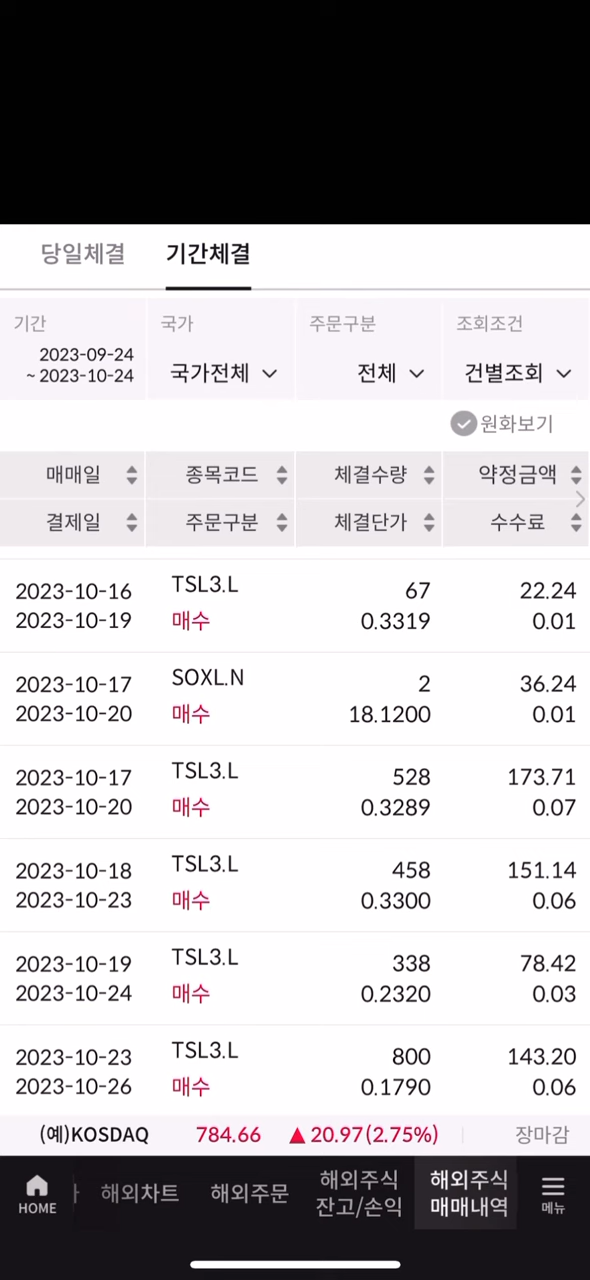 당일체결 기간체결
기간 국가 주문구분 조회조건
2023-09-24
~ 2023-10-24 국가전체 전체 건별조회
원화보기
매매일 종목코드 체결수량 약정금액
결제일 주문구분 체결단가 수수료
2023-10-16 TSL3.L 67 22.24
2023-10-19 매수 0.3319 0.01
2023-10-17 SOXL.N 2 36.24
2023-10-20 매수 18.1200 0.01
2023-10-17 TSL3.L 528 173.71
2023-10-20 매수 0.3289 0.07
2023-10-18 TSL3.L 458 151.14
2023-10-23 매수 0.3300 0.06
2023-10-19 TSL3.L 338 78.42
2023-10-24 매수 0.2320 0.03
2023-10-23 TSL3.L 800 143.20
2023-10-26 매수 0.1790 0.06
(예)KOSDAQ 784.66 ▲20.97(2.75%) 장마감
HOME 해외차트 해외주문 해외주식 잔고/손익 해외주식 매매내역 메뉴